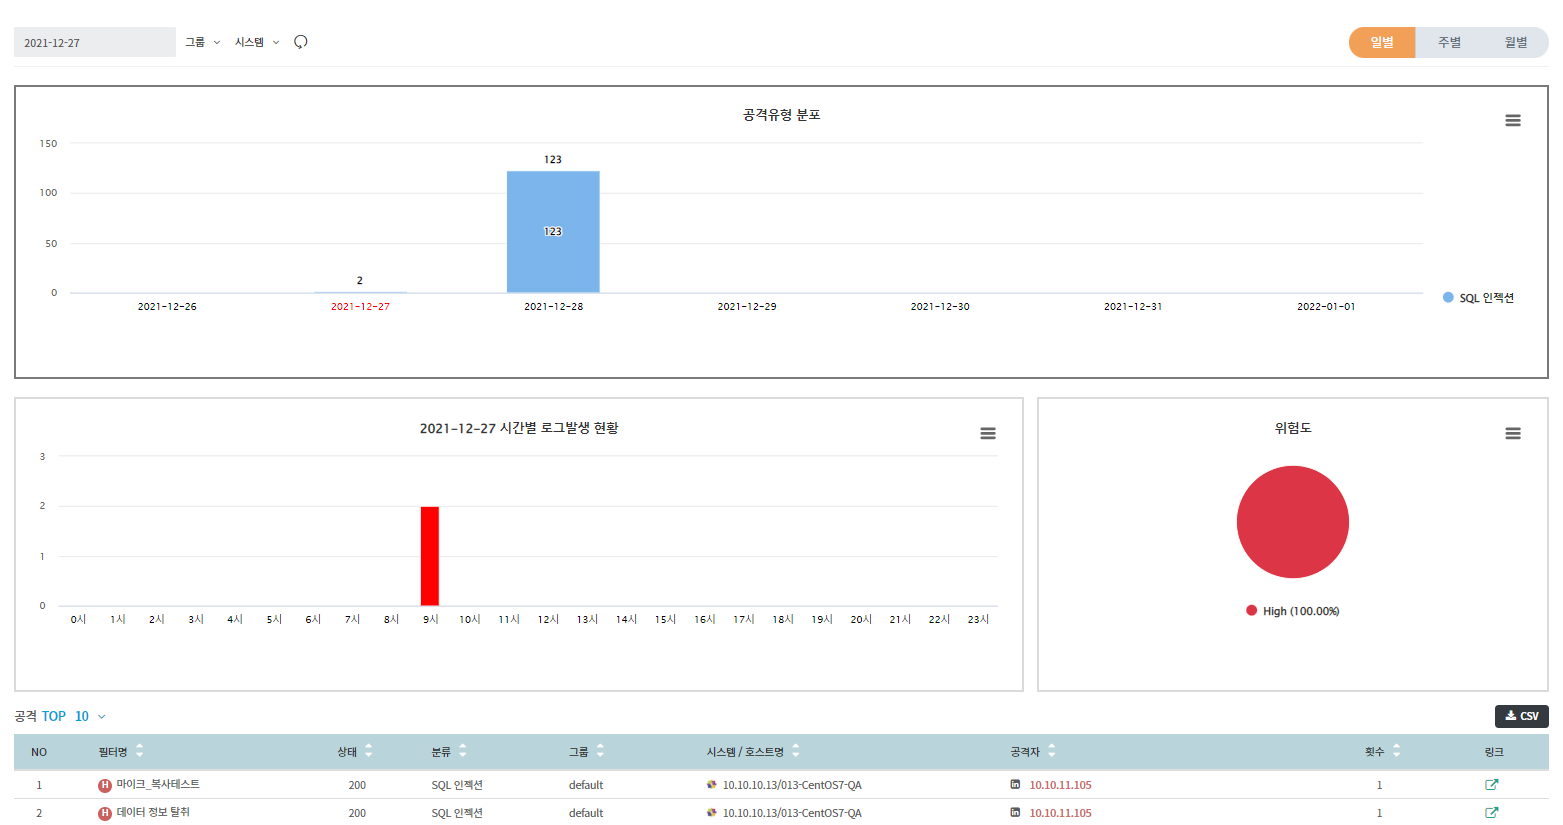 2021-12-27 그룹 시스템 일별 주별 월별
공격유형 분포
150
100
50
0
123
123
2
2021-12-26 2021-12-27 2021-12-28 2021-12-29 2021-12-30 2021-12-31 2022-01-01
SQL 인젝션
2021-12-27 시간별 로그발생 현황
3
2
1
0
0시 1시 2시 3시 4시 5시 6시 7시 8시 9시 10시 11시 12시 13시 14시 15시 16시 17시 18시 19시 20시 21시 22시 23시
위험도
High (100.00%)
공격 TOP 10
CSV
NO 필터명 상태 분류 그룹 시스템 / 호스트명 공격자 횟수 링크
1 H 마이크_복사테스트 200 SQL 인젝션 default 10.10.10.13/013-CentOS7-QA in 10.10.11.105 1
2 H 데이터 정보 탈취 200 SQL 인젝션 default 10.10.10.13/013-CentOS7-QA in 10.10.11.105 1